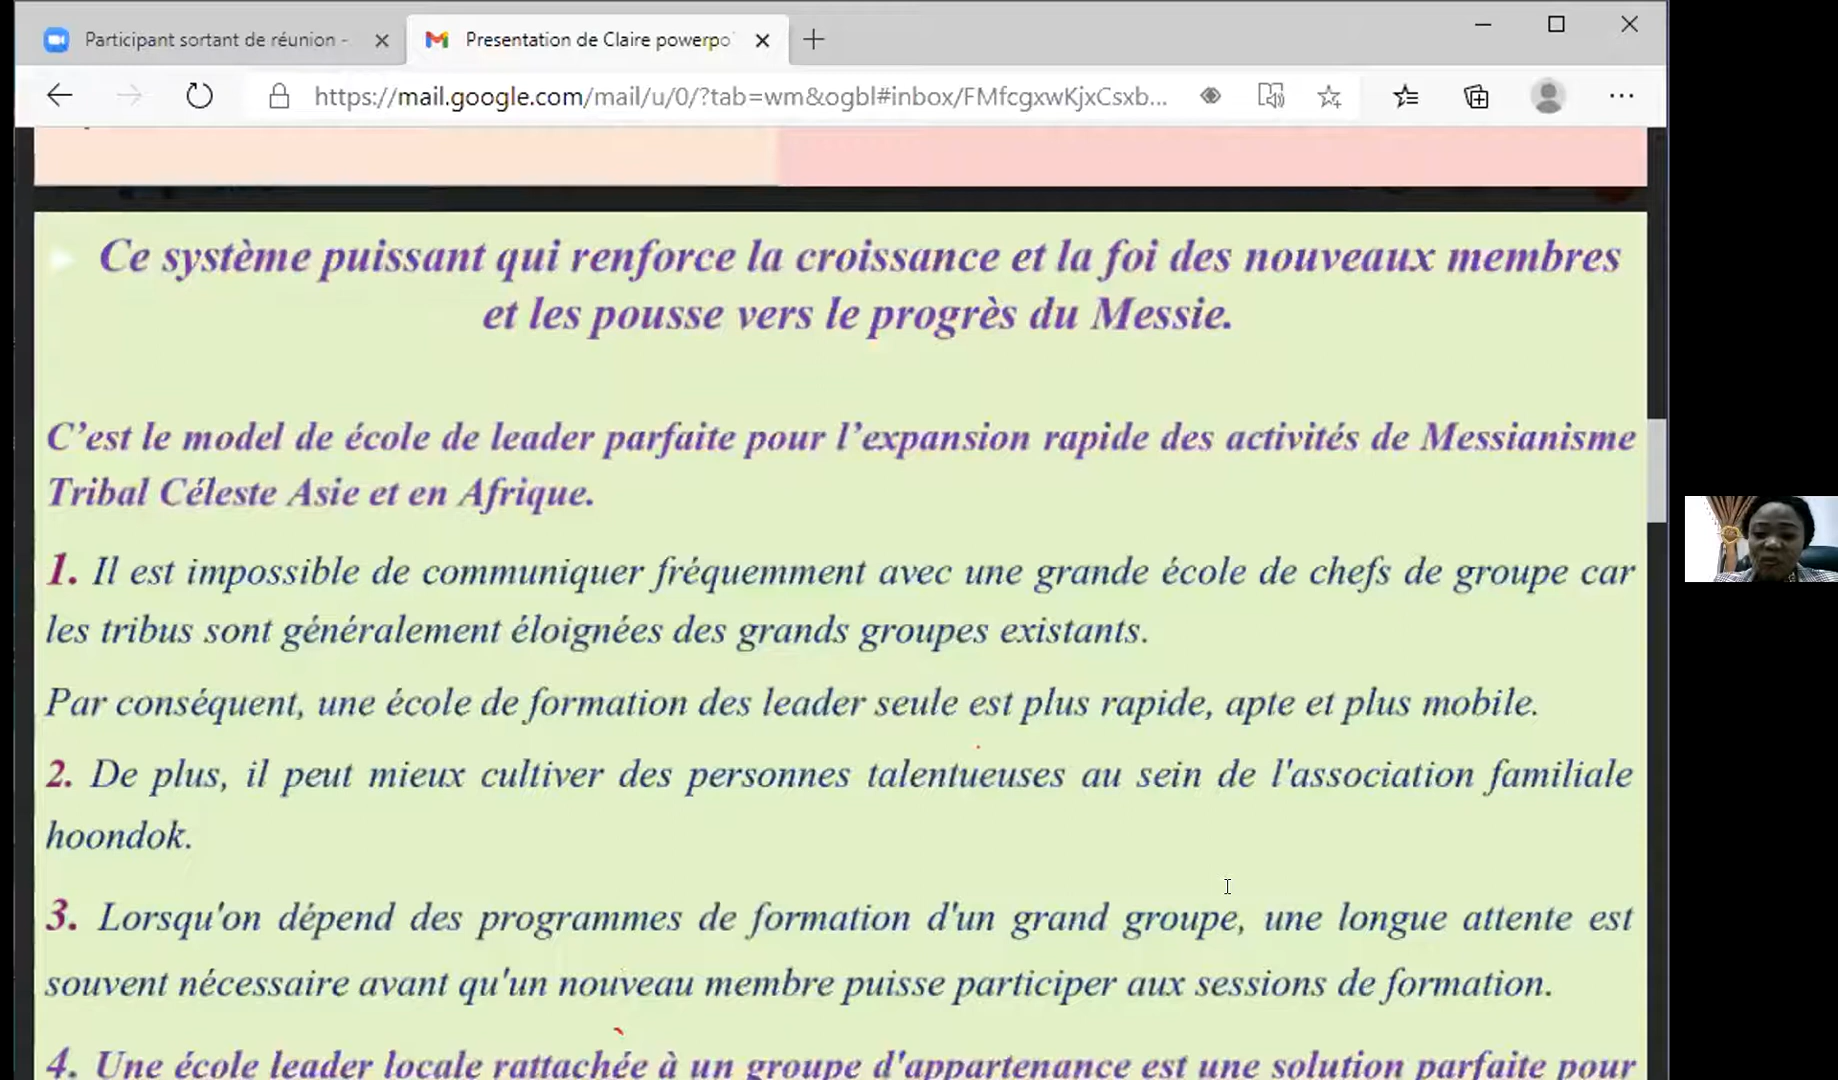 Participant sortant de réunion -
Presentation de Claire powerpo
https://mail.google.com/mail/u/0/?tab=wm&ogbl#inbox/FMfcgxwKjxCsxb...
Ce système puissant qui renforce la croissance et la foi des nouveaux membres
et les pousse vers le progrès du Messie.
C’est le model de école de leader parfaite pour l’expansion rapide des activités de Messianisme
Tribal Céleste Asie et en Afrique.
1. Il est impossible de communiquer fréquemment avec une grande école de chefs de groupe car
les tribus sont généralement éloignées des grands groupes existants.
Par conséquent, une école de formation des leader seule est plus rapide, apte et plus mobile.
2. De plus, il peut mieux cultiver des personnes talentueuses au sein de l'association familiale
hoondok.
3. Lorsqu'on dépend des programmes de formation d'un grand groupe, une longue attente est
souvent nécessaire avant qu'un nouveau membre puisse participer aux sessions de formation.
4. Une école leader locale rattachée à un groupe d'appartenance est une solution parfaite pour